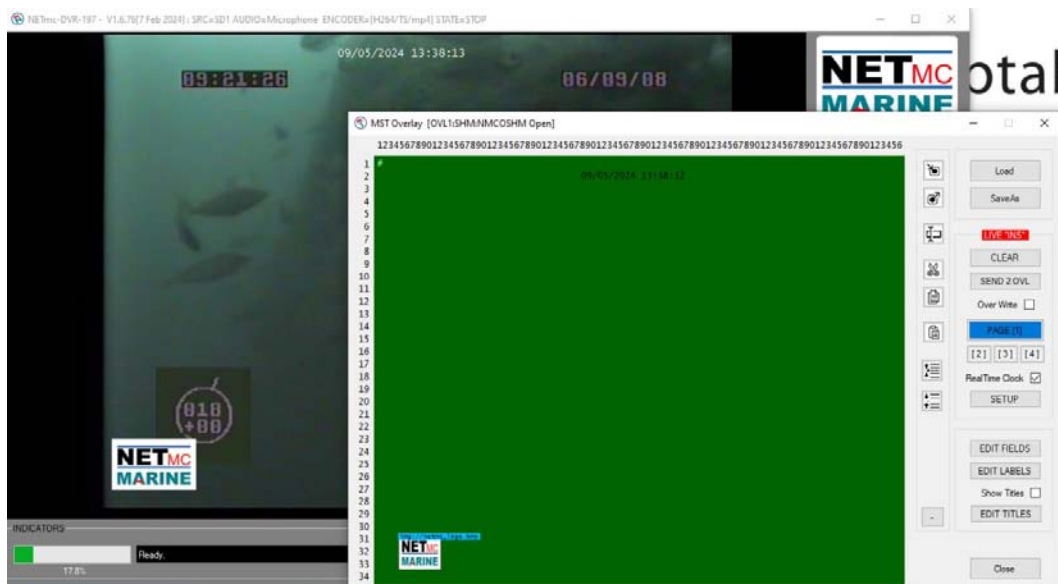 NETmc-DVR-197 - V1.6.78[7 Feb 2024] : SRC=SD1 AUDIO=Microphone ENCODER=[H264/TS/mp4] STATE=STOP
09/05/2024 13:38:13
09:21:26
06/09/08
NETMC
MARINE
ptal
MST Overlay [OVL1:SHM:NMCOSHM Open]
1234567890123456789012345678901234567890123456789012345678901234567890123456
1
#
2
09/05/2024 13:38:12
3
4
5
6
7
8
9
10
11
12
13
14
15
16
17
18
19
20
21
22
23
24
25
26
27
28
29
30
31
32
33
34
NETMC
MARINE
Load
SaveAs
LIVE "INS"
CLEAR
SEND 2 OVL
Over Write
PAGE [1]
[2] [3] [4]
RealTime Clock
SETUP
EDIT FIELDS
EDIT LABELS
Show Titles
EDIT TITLES
-
Close
018
+00
NETMC
MARINE
INDICATORS
17.8%
Ready.